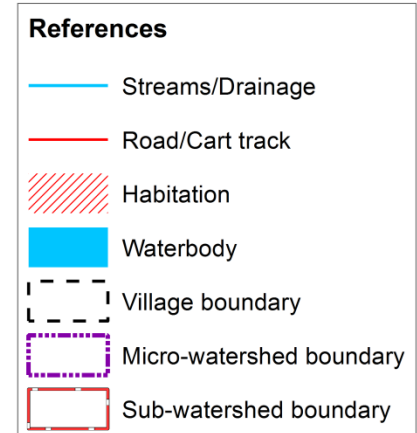 References
Streams/Drainage
Road/Cart track
Habitation
Waterbody
Village boundary
Micro-watershed boundary
Sub-watershed boundary